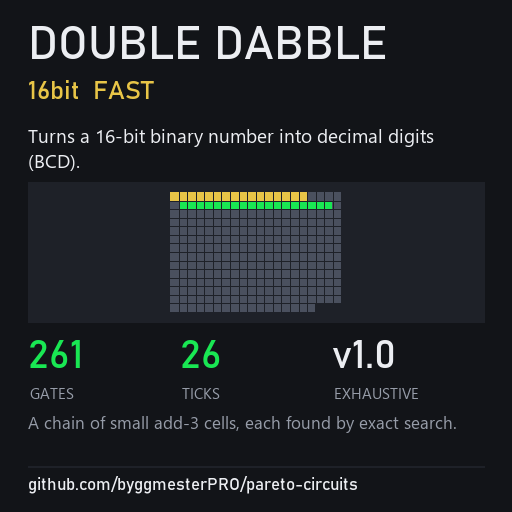 DOUBLE DABBLE
16bit FAST
Turns a 16-bit binary number into decimal digits
(BCD).
261 26 v1.0
GATES TICKS EXHAUSTIVE
A chain of small add-3 cells, each found by exact search.
github.com/byggmesterPRO/pareto-circuits